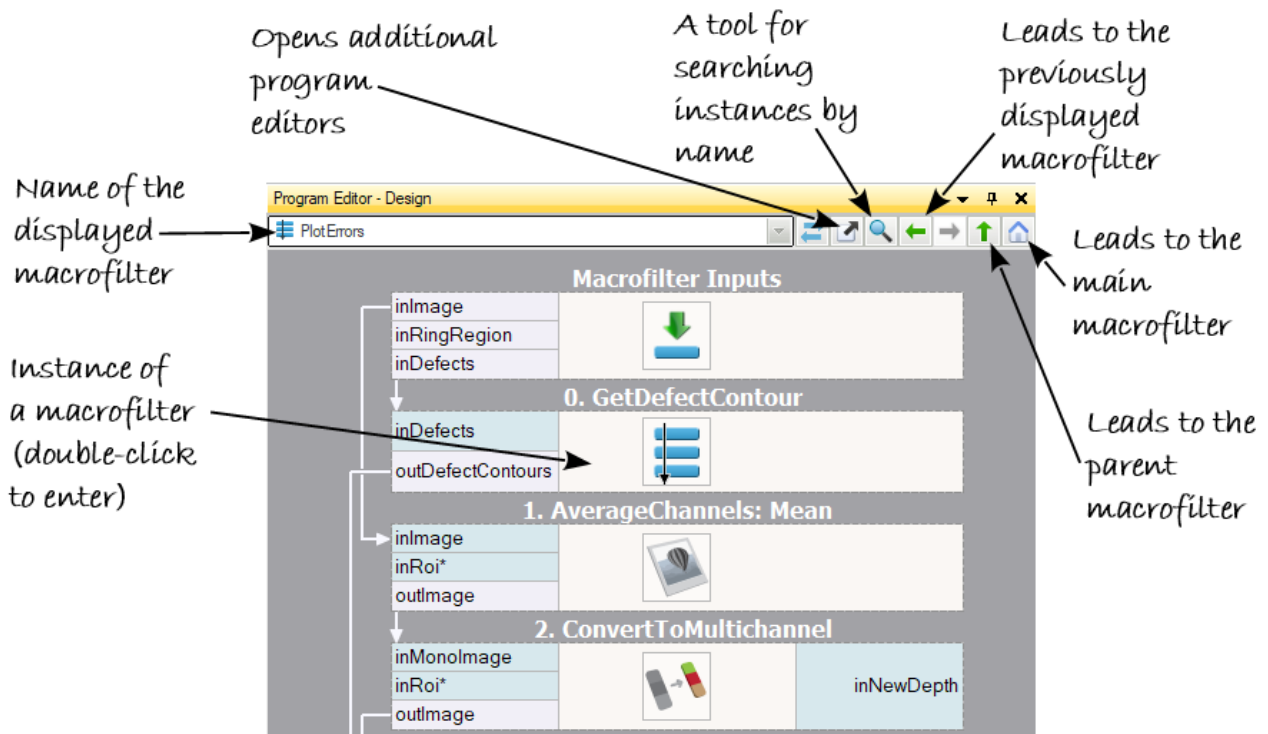 Opens additional
program
editors
A tool for
searching
instances by
name
Leads to the
previously
displayed
macrofilter
Name of the
displayed
macrofilter
Program Editor - Design
PlotErrors
Leads to the
main
macrofilter
Macrofilter Inputs
inImage
inRingRegion
inDefects
Instance of
a macrofilter
(double-click
to enter)
0. GetDefectContour
inDefects
outDefectContours
Leads to the
parent
macrofilter
1. AverageChannels: Mean
inImage
inRoi*
outImage
2. ConvertToMultichannel
inMonoImage
inRoi*
outImage
inNewDepth